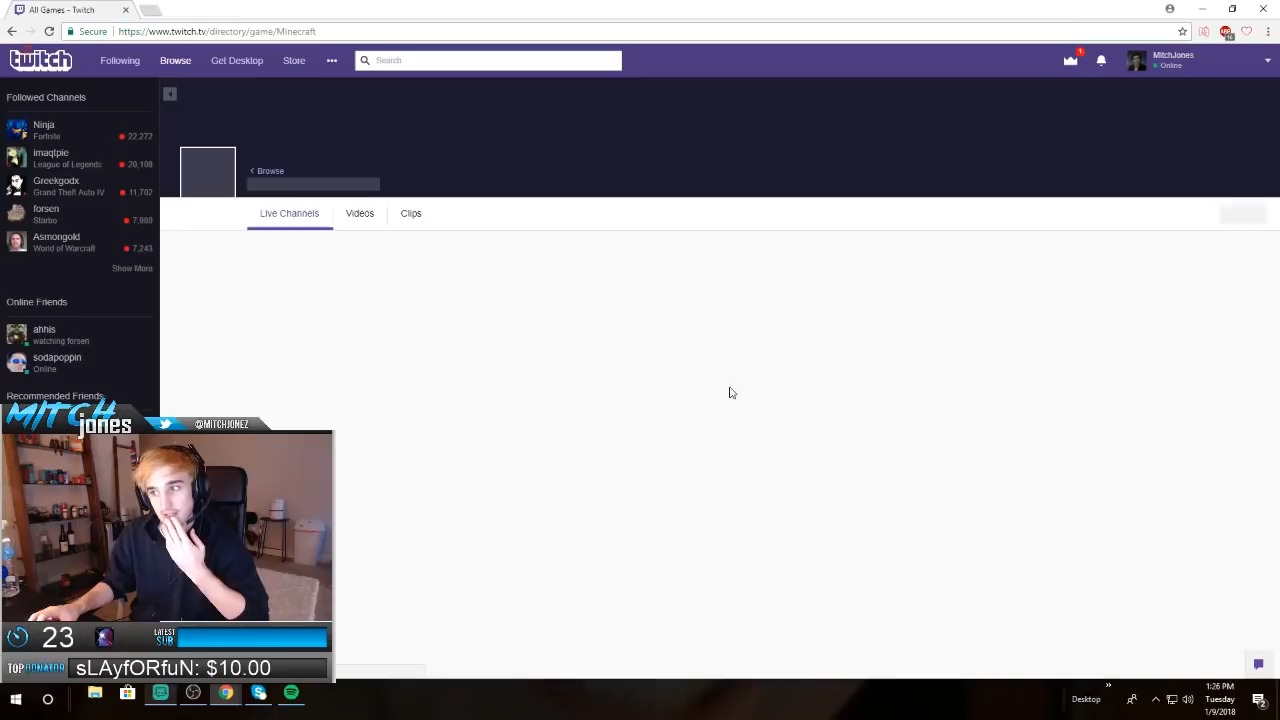 All Games - Twitch
Secure https://www.twitch.tv/directory/game/Minecraft
twitch Following Browse Get Desktop Store Search MitchJones
Online
Followed Channels
Ninja
Fortnite 22,272
imaqtpie
League of Legends 20,108
Greekgodx
Grand Theft Auto IV 11,702
forsen
Starbo 7,980
Asmongold
World of Warcraft 7,243
Show More
Online Friends
ahhis
watching forsen
sodapoppin
Online
Recommended Friends
Browse
Live Channels Videos Clips
MITCH
jones @MITCHJONEZ
23 LATEST
SUB
TOP DONATOR sLAyfORfuN: $10.00
Desktop
1:26 PM
Tuesday
1/9/2018